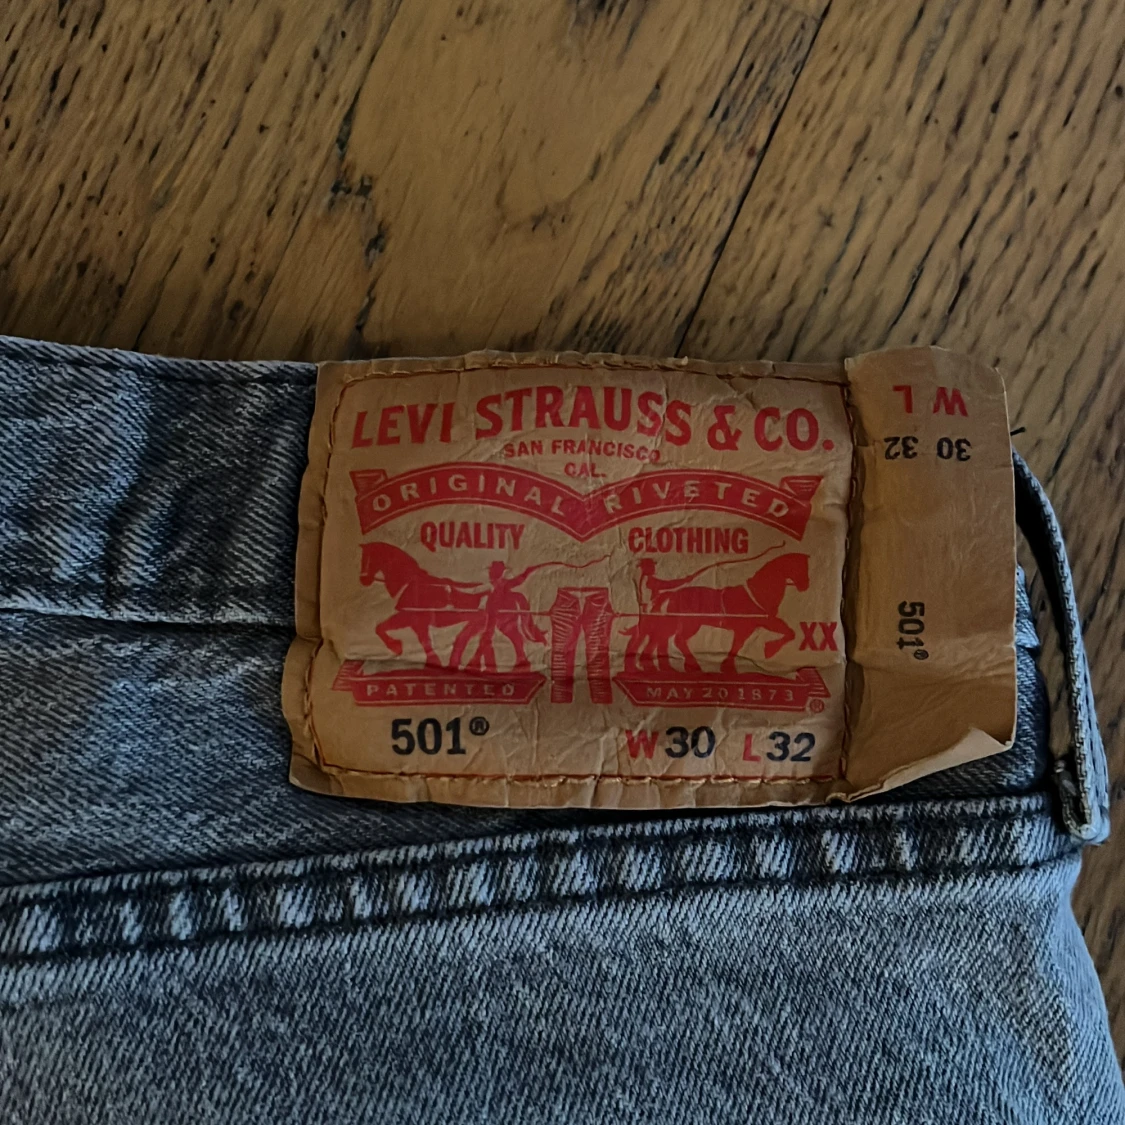 LEVI STRAUSS & CO.
SAN FRANCISCO
CAL.
ORIGINAL RIVETED
QUALITY CLOTHING
XX
PATENTED MAY 20 1873 ®
501® W30 L32
W L
30 32
501®